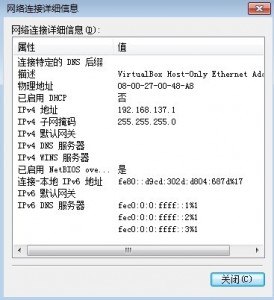 网络连接详细信息
网络连接详细信息(D):
属性 值
连接特定的 DNS 后缀
描述 VirtualBox Host-Only Ethernet Ada
物理地址 08-00-27-00-48-A8
已启用 DHCP 否
IPv4 地址 192.168.137.1
IPv4 子网掩码 255.255.255.0
IPv4 默认网关
IPv4 DNS 服务器
IPv4 WINS 服务器
已启用 NetBIOS ove... 是
连接-本地 IPv6 地址 fe80::d9cd:302d:d804:687d%17
IPv6 默认网关
IPv6 DNS 服务器 fec0:0:0:ffff::1%1
fec0:0:0:ffff::2%1
fec0:0:0:ffff::3%1
关闭(C)